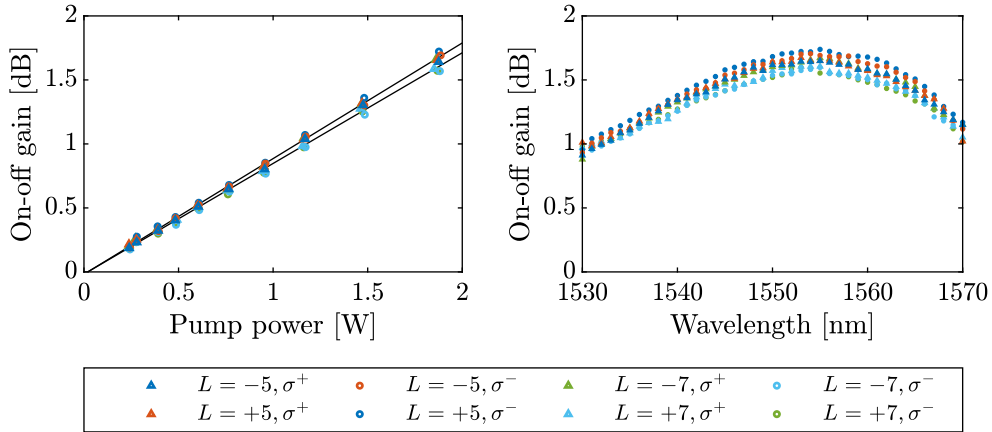 On-off gain [dB]
2
1.5
1
0.5
0
0 0.5 1 1.5 2
Pump power [W]
On-off gain [dB]
2
1.5
1
0.5
0
1530 1540 1550 1560 1570
Wavelength [nm]
L = −5, σ⁺ L = −5, σ⁻ L = −7, σ⁺ L = −7, σ⁻
L = +5, σ⁺ L = +5, σ⁻ L = +7, σ⁺ L = +7, σ⁻